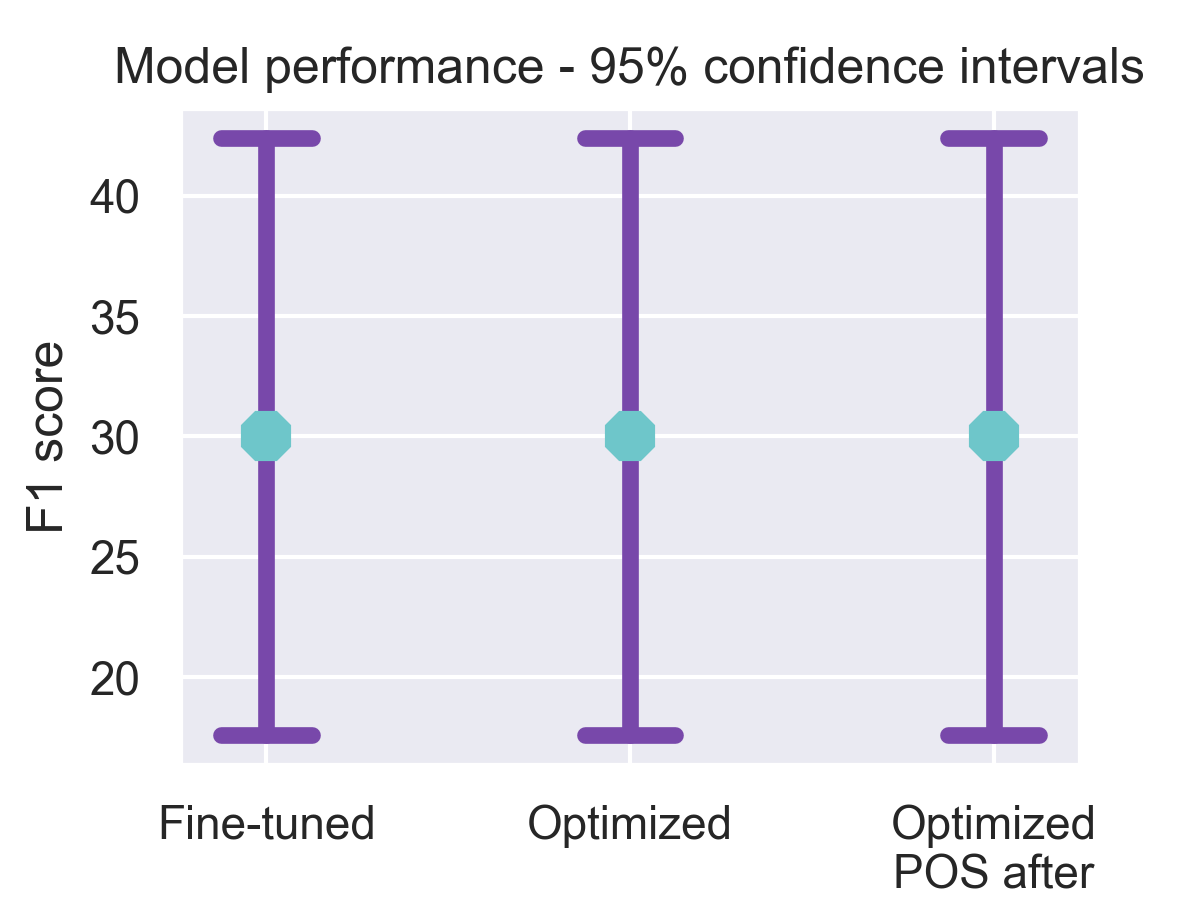 Model performance - 95% confidence intervals
40
35
30
25
20
F1 score
Fine-tuned
Optimized
Optimized
POS after